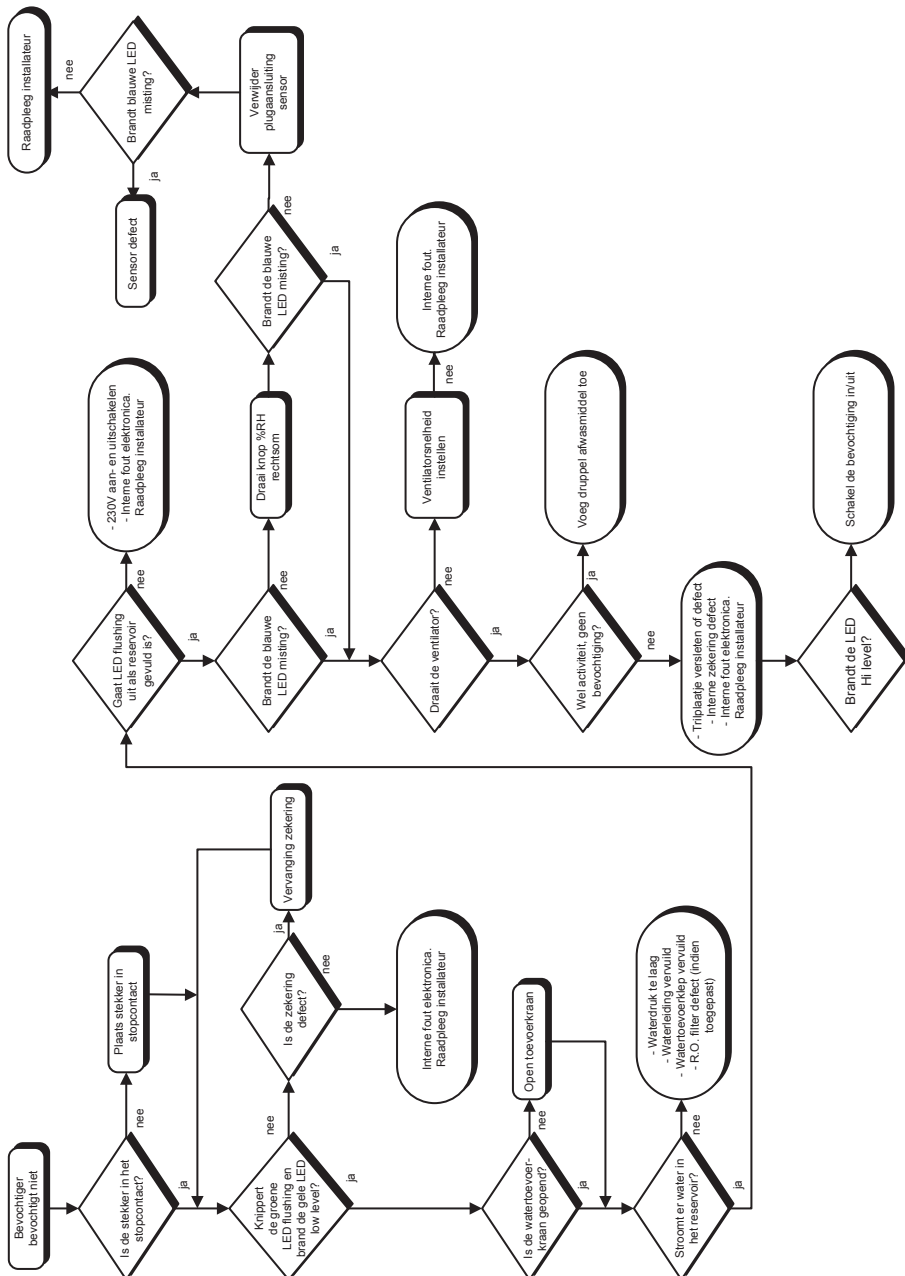 Bevochtiger
bevochtigt niet
Is de stekker in het
stopcontact?
nee
Plaats stekker in
stopcontact
ja
Knippert
de groene
LED flushing en
brand de gele LED
low level?
nee
Is de zekering
defect?
ja
Vervanging zekering
nee
Interne fout elektronica.
Raadpleeg installateur
ja
Is de watertoevoer-
kraan geopend?
nee
Open toevoerkraan
ja
Stroomt er water in
het reservoir?
nee
- Waterdruk te laag
- Waterleiding vervuild
- Watertoevoerklep vervuild
- R.O. filter defect (indien
toegepast)
ja
Gaat LED flushing
uit als reservoir
gevuld is?
nee
- 230V aan- en uitschakelen
- Interne fout elektronica.
Raadpleeg installateur
ja
Brandt de blauwe
LED misting?
nee
Draai knop %RH
rechtsom
Brandt de blauwe
LED misting?
nee
Verwijder
plugaansluiting
sensor
Brandt blauwe LED
misting?
nee
Raadpleeg installateur
ja
Sensor defect
ja
ja
Draait de ventilator?
nee
Ventilatorsnelheid
instellen
nee
Interne fout.
Raadpleeg installateur
ja
Wel activiteit, geen
bevochtiging?
ja
Voeg druppel afwasmiddel toe
nee
- Trilplaatje versleten of defect
- Interne zekering defect
- Interne fout elektronica.
Raadpleeg installateur
Brandt de LED
Hi level?
ja
Schakel de bevochtiging in/uit